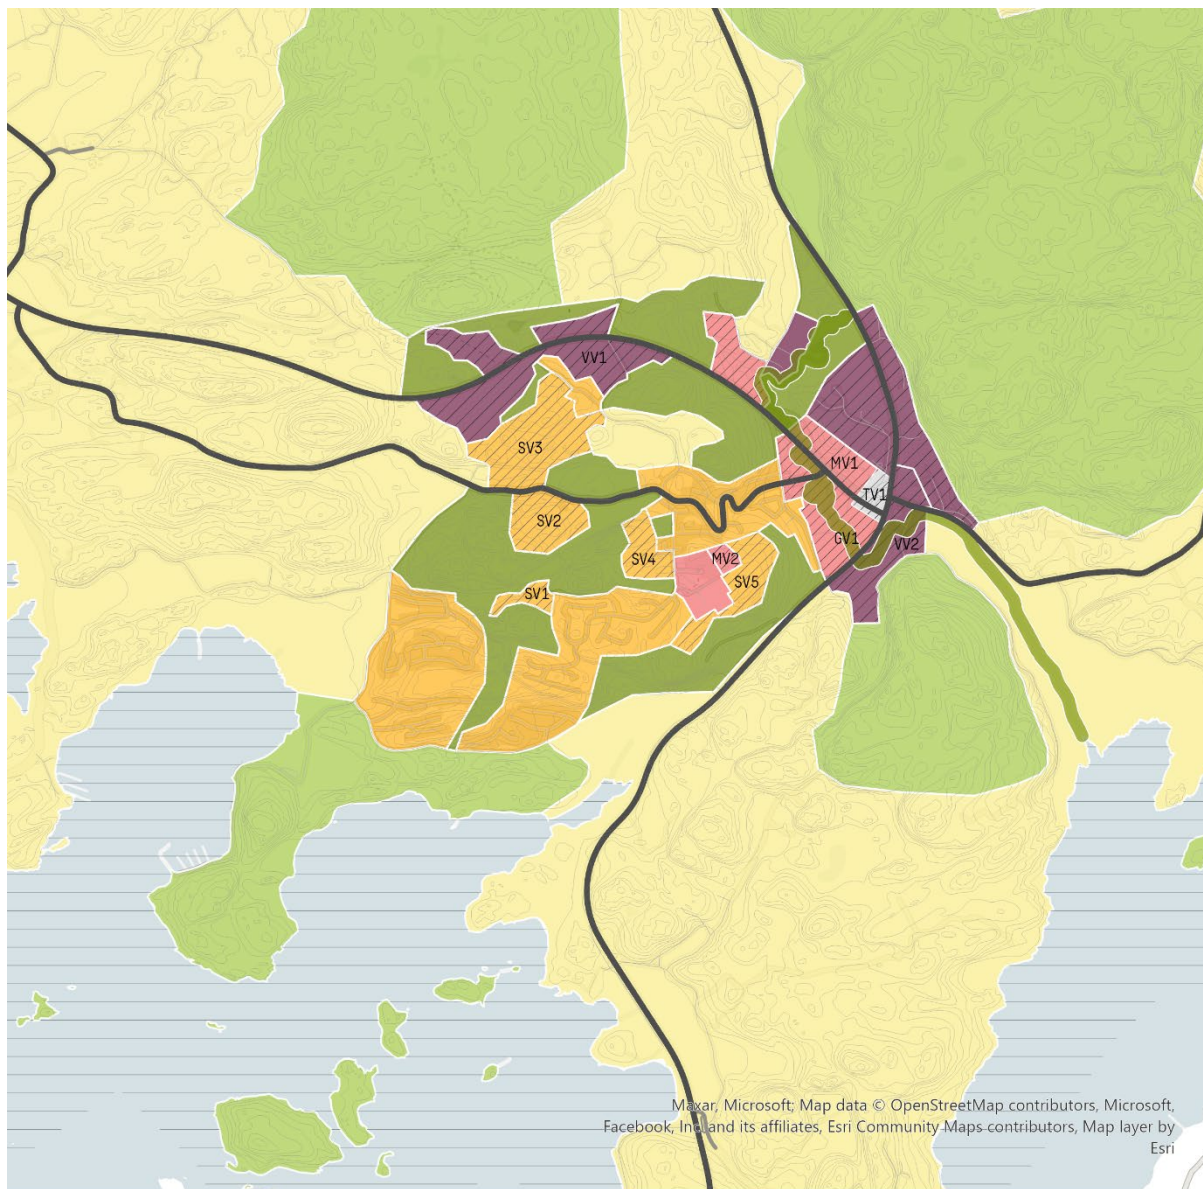 VV1
SV3
MV1
TV1
SV2
GV1
VV2
SV4
MV2
SV5
SV1
Maxar, Microsoft; Map data © OpenStreetMap contributors, Microsoft,
Facebook, Inc. and its affiliates, Esri Community Maps contributors, Map layer by
Esri